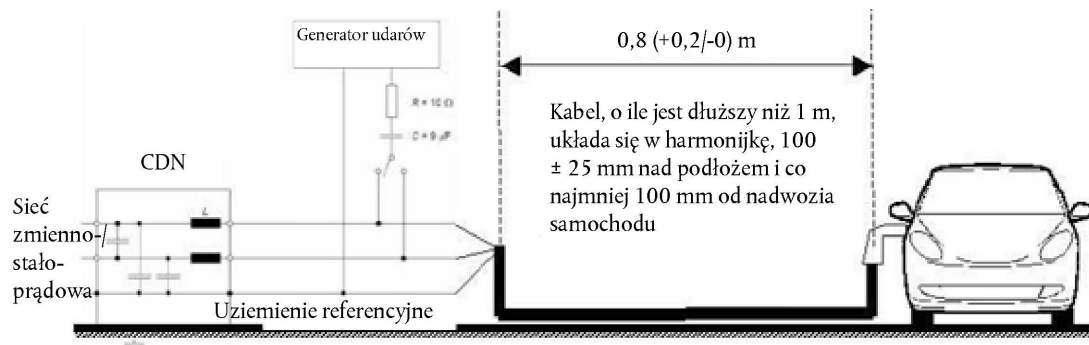 Generator udarów
R = 10 Ω
C = 9 µF
CDN
L
Sieć
zmienno-/
stało-
prądowa
Uziemienie referencyjne
0,8 (+0,2/-0) m
Kabel, o ile jest dłuższy niż 1 m,
układa się w harmonijkę, 100
± 25 mm nad podłożem i co
najmniej 100 mm od nadwozia
samochodu